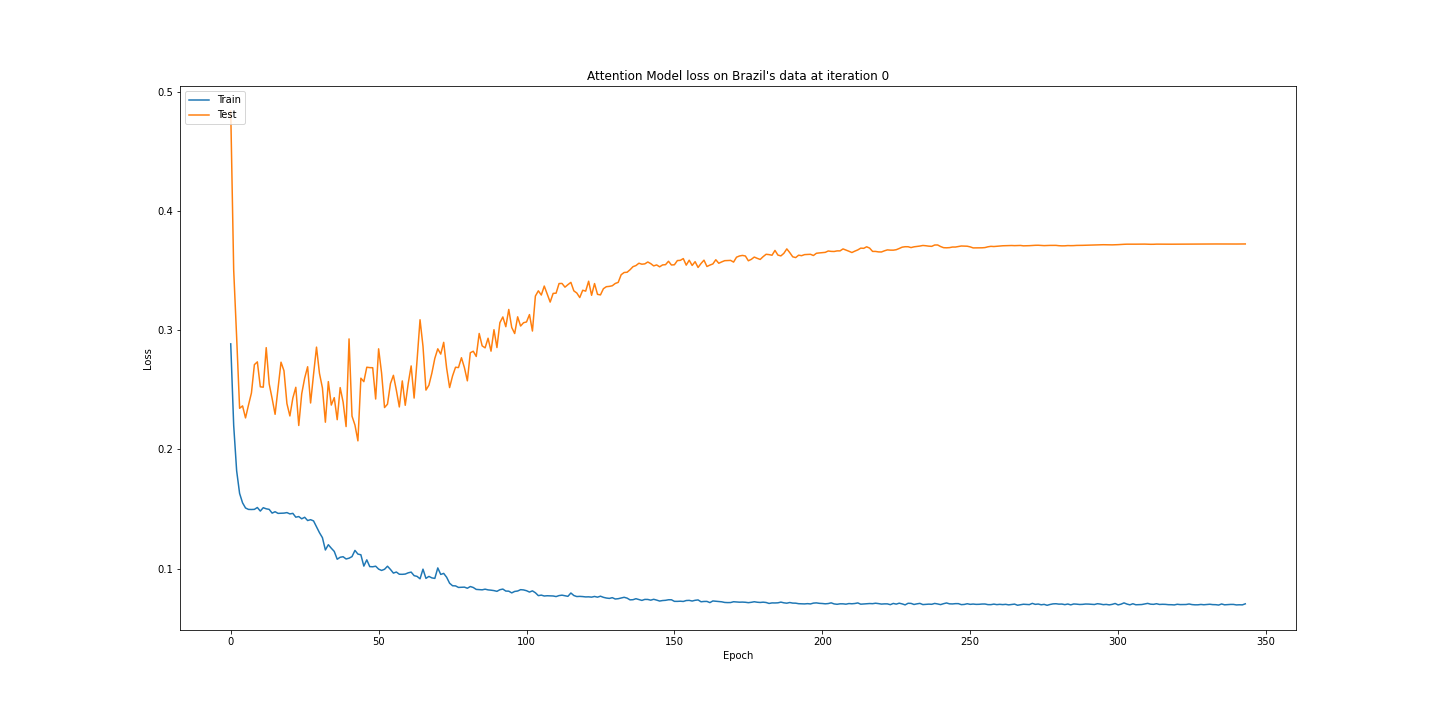 Attention Model loss on Brazil's data at iteration 0
Train
Test
0.5
0.4
0.3
0.2
0.1
Loss
0 50 100 150 200 250 300 350
Epoch